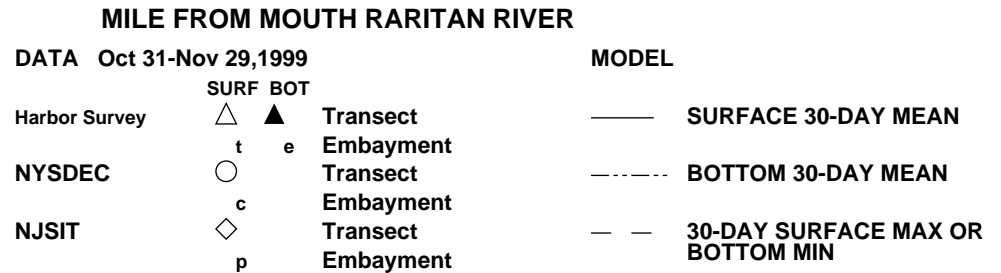 MILE FROM MOUTH RARITAN RIVER
DATA Oct 31-Nov 29,1999 MODEL
SURF BOT
Harbor Survey Transect SURFACE 30-DAY MEAN
t e Embayment
NYSDEC Transect BOTTOM 30-DAY MEAN
c Embayment
NJSIT Transect 30-DAY SURFACE MAX OR
BOTTOM MIN
p Embayment